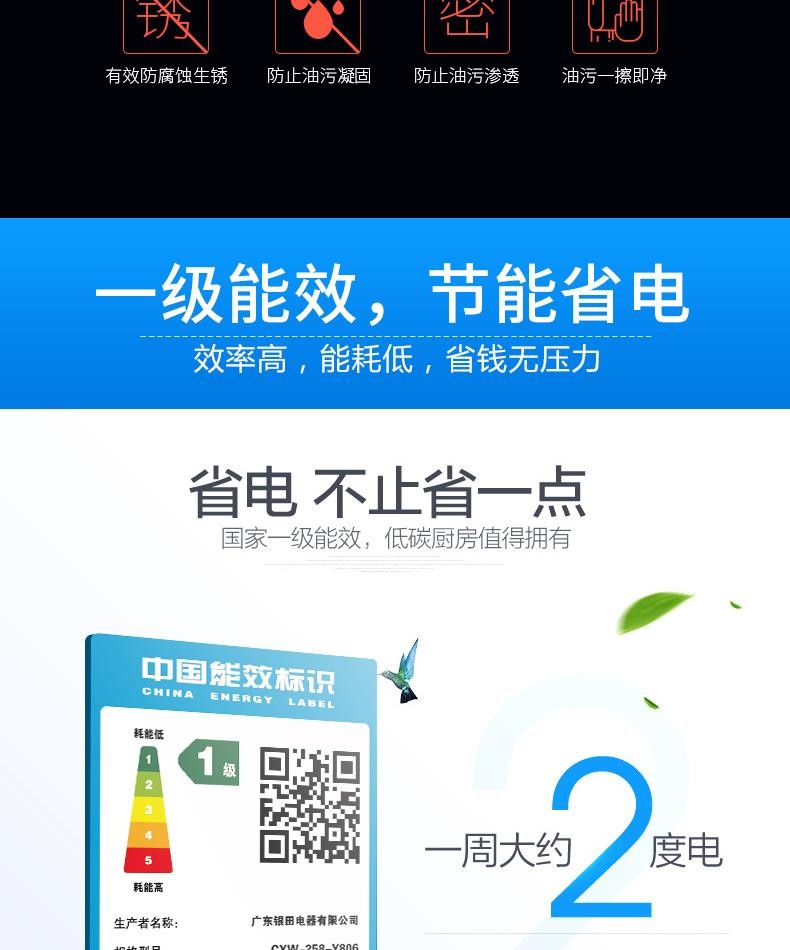 锈
密
有效防腐蚀生锈 防止油污凝固 防止油污渗透 油污一擦即净
一级能效，节能省电
效率高，能耗低，省钱无压力
省电 不止省一点
国家一级能效，低碳厨房值得拥有
中国能效标识
CHINA ENERGY LABEL
耗能低
1
2
3
4
5
耗能高
1级
一周大约2度电
生产者名称： 广东银田电器有限公司
规格型号 CXW-258-Y806